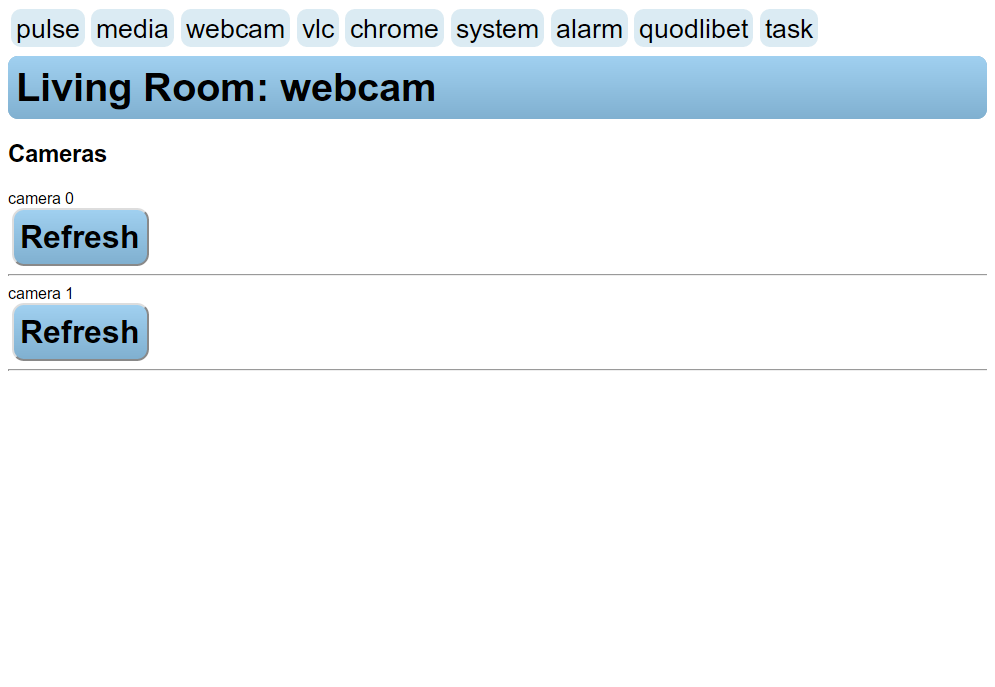 pulse media webcam vlc chrome system alarm quodlibet task
Living Room: webcam
Cameras
camera 0
Refresh
camera 1
Refresh